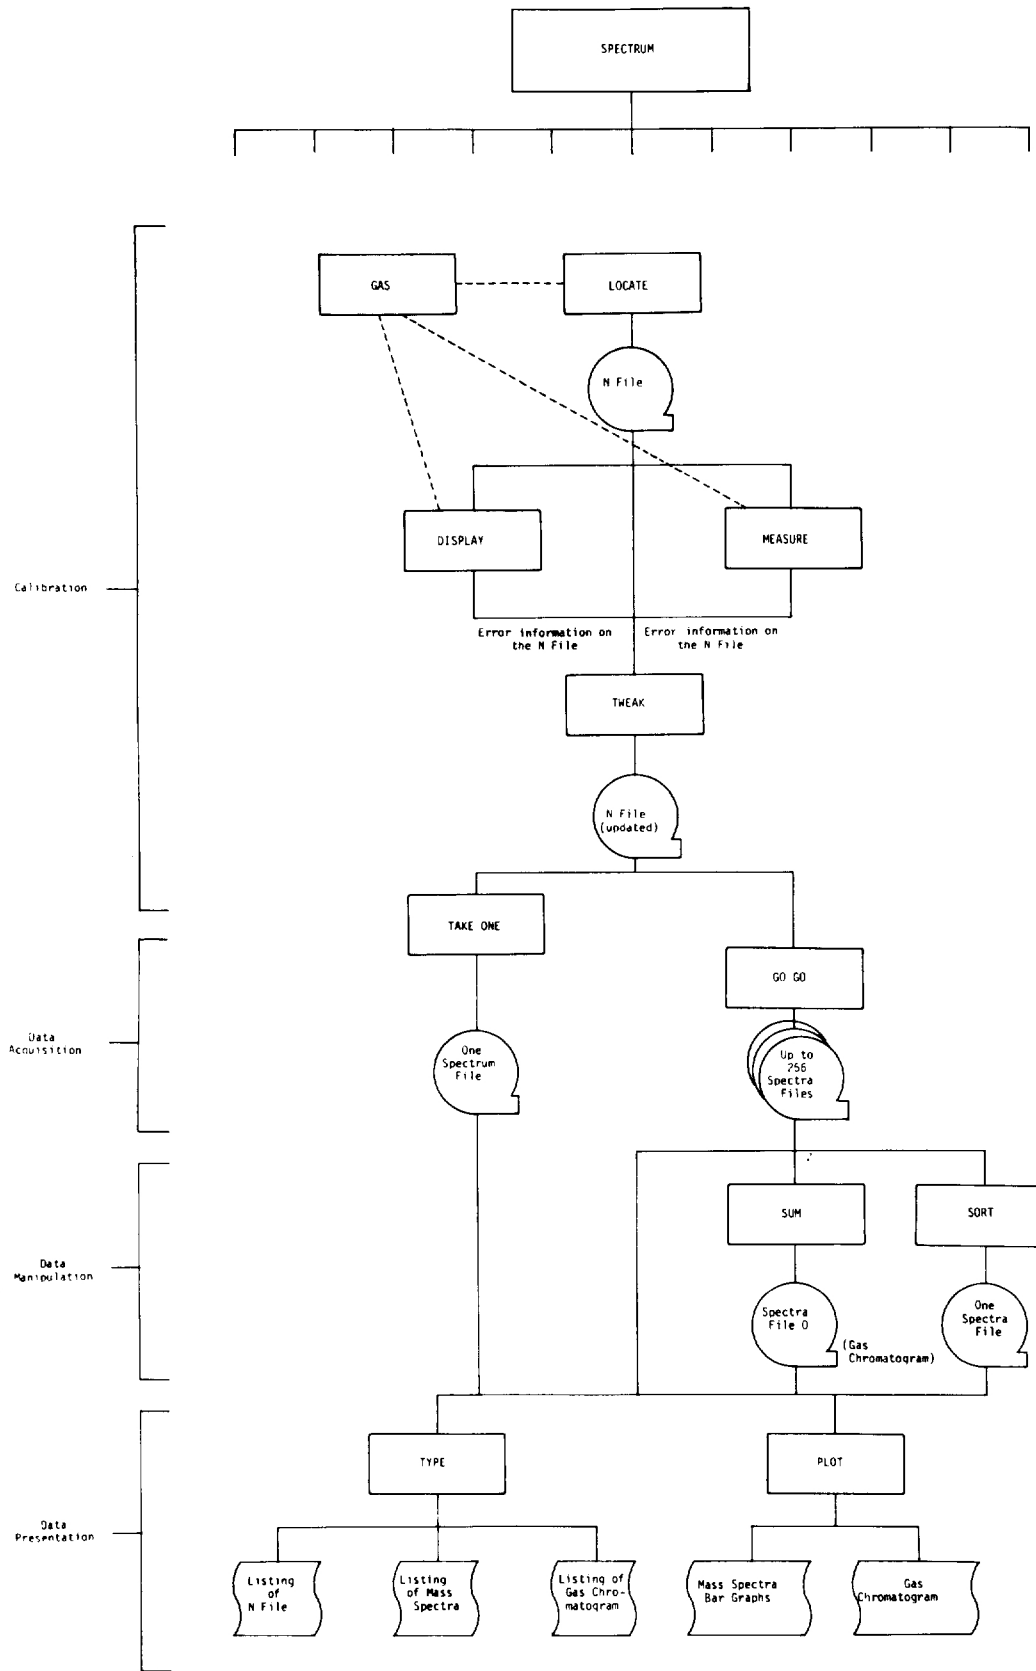 SPECTRUM
GAS
LOCATE
N File
DISPLAY
MEASURE
Calibration
Error information on
the N File
Error information on
the N File
TWEAK
N File
(updated)
TAKE ONE
GO GO
Data
Acquisition
One
Spectrum
File
Up to
256
Spectra
Files
SUM
SORT
Data
Manipulation
Spectra
File 0
(Gas
Chromatogram)
One
Spectra
File
TYPE
PLOT
Data
Presentation
Listing
of
N File
Listing
of Mass
Spectra
Listing of
Gas Chro-
matogram
Mass Spectra
Bar Graphs
Gas
Chromatogram